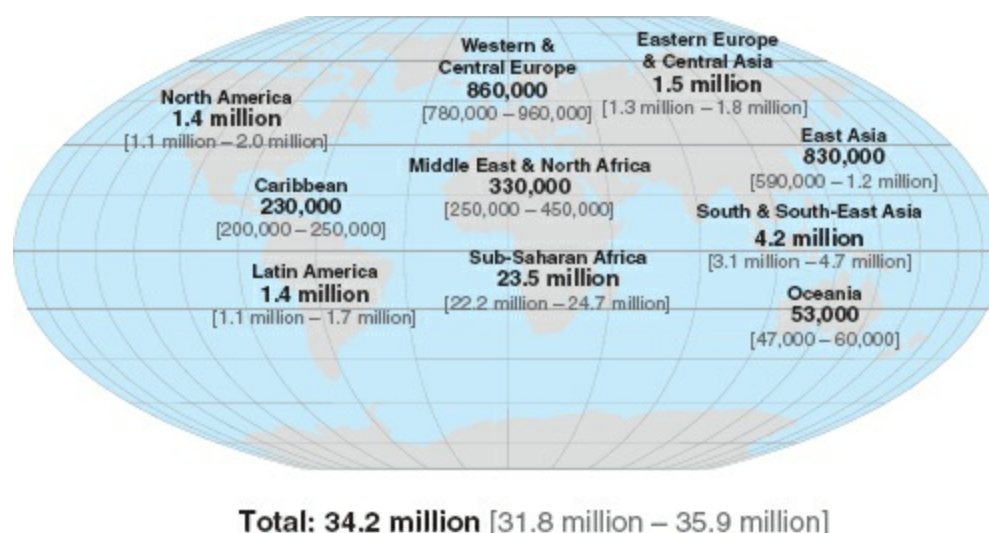 Western &
Central Europe
860,000
[780,000 – 960,000]
Eastern Europe
& Central Asia
1.5 million
[1.3 million – 1.8 million]
North America
1.4 million
[1.1 million – 2.0 million]
East Asia
830,000
[590,000 – 1.2 million]
Middle East & North Africa
330,000
[250,000 – 450,000]
Caribbean
230,000
[200,000 – 250,000]
South & South-East Asia
4.2 million
[3.1 million – 4.7 million]
Sub-Saharan Africa
23.5 million
[22.2 million – 24.7 million]
Latin America
1.4 million
[1.1 million – 1.7 million]
Oceania
53,000
[47,000 – 60,000]
Total: 34.2 million [31.8 million – 35.9 million]